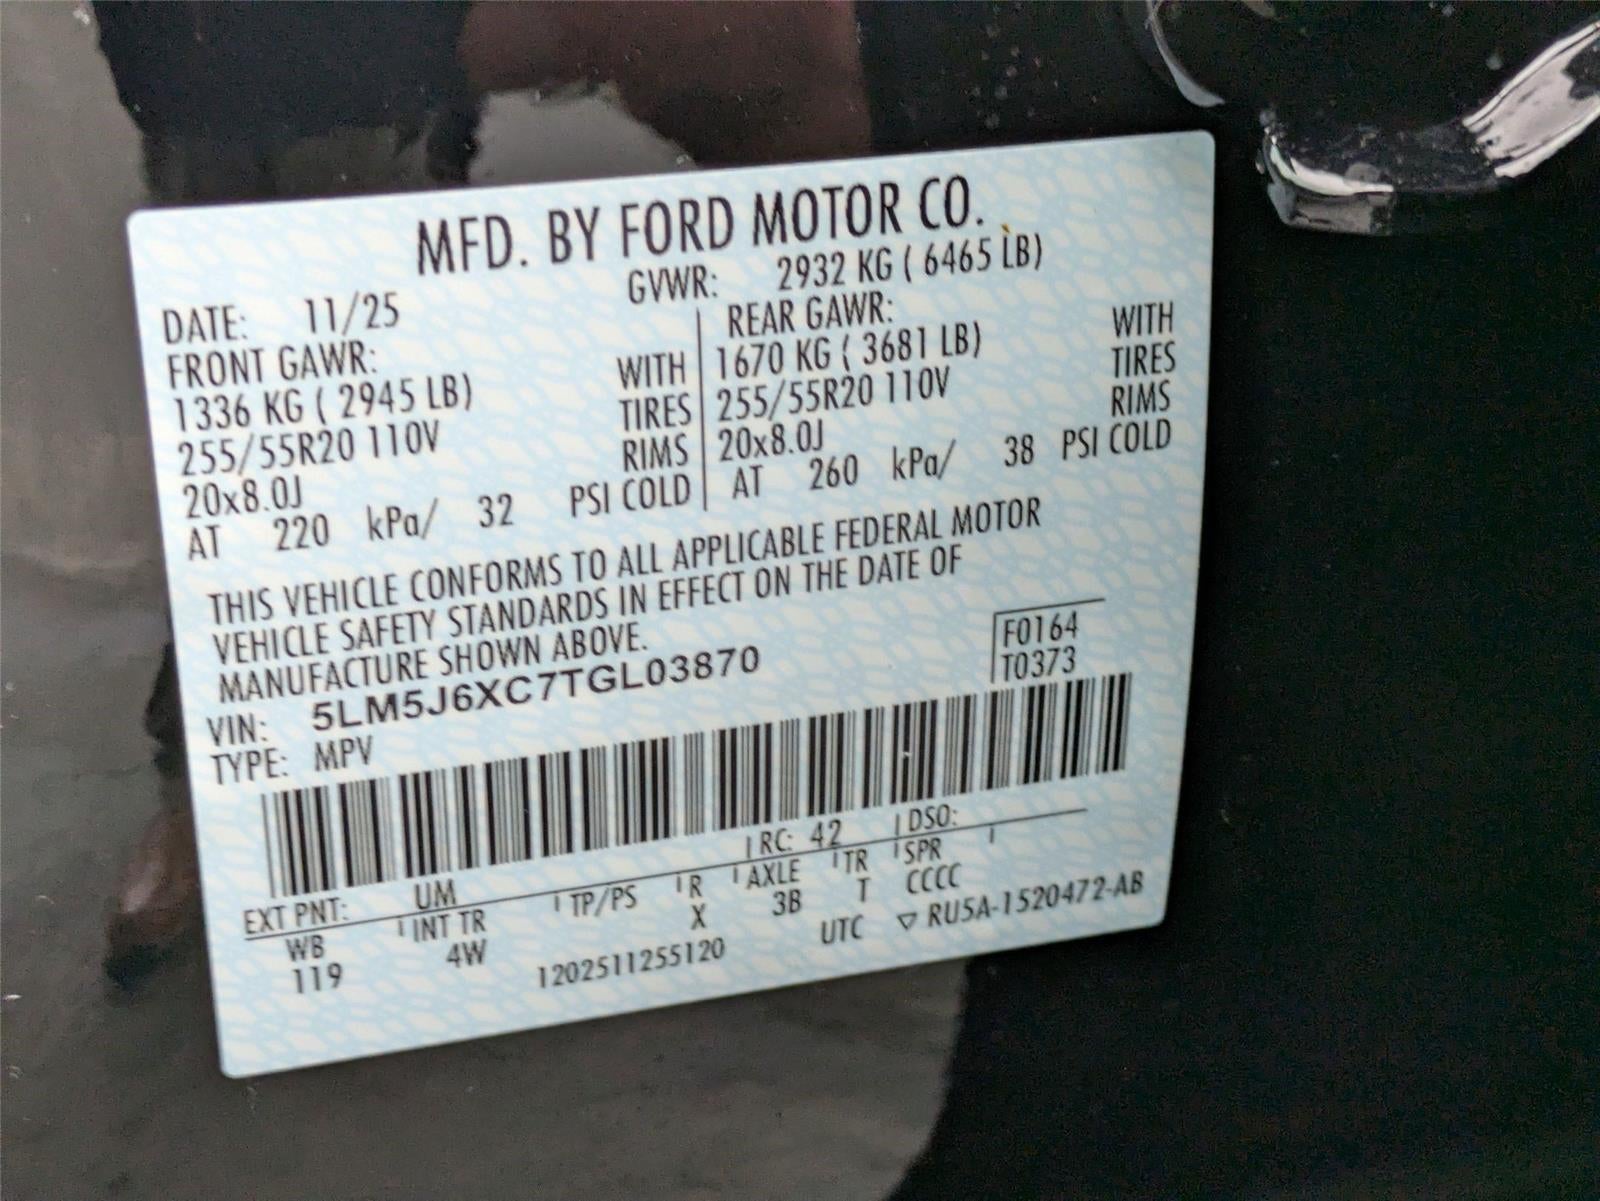 MFD. BY FORD MOTOR CO.
DATE: 11/25 GVWR: 2932 KG ( 6465 LB)
FRONT GAWR: WITH
1336 KG ( 2945 LB) TIRES
255/55R20 110V RIMS
20x8.0J
AT 220 kPa/ 32 PSI COLD
REAR GAWR: WITH
1670 KG ( 3681 LB) TIRES
255/55R20 110V RIMS
20x8.0J
AT 260 kPa/ 38 PSI COLD
THIS VEHICLE CONFORMS TO ALL APPLICABLE FEDERAL MOTOR
VEHICLE SAFETY STANDARDS IN EFFECT ON THE DATE OF
MANUFACTURE SHOWN ABOVE.
F0164
T0373
VIN: 5LM5J6XC7TGL03870
TYPE: MPV
EXT PNT: UM RC: 42 DSO:
WB INT TR TP/PS R AXLE TR SPR
119 4W X 3B T CCCC
1202511255120 UTC ▽ RU5A-1520472-AB